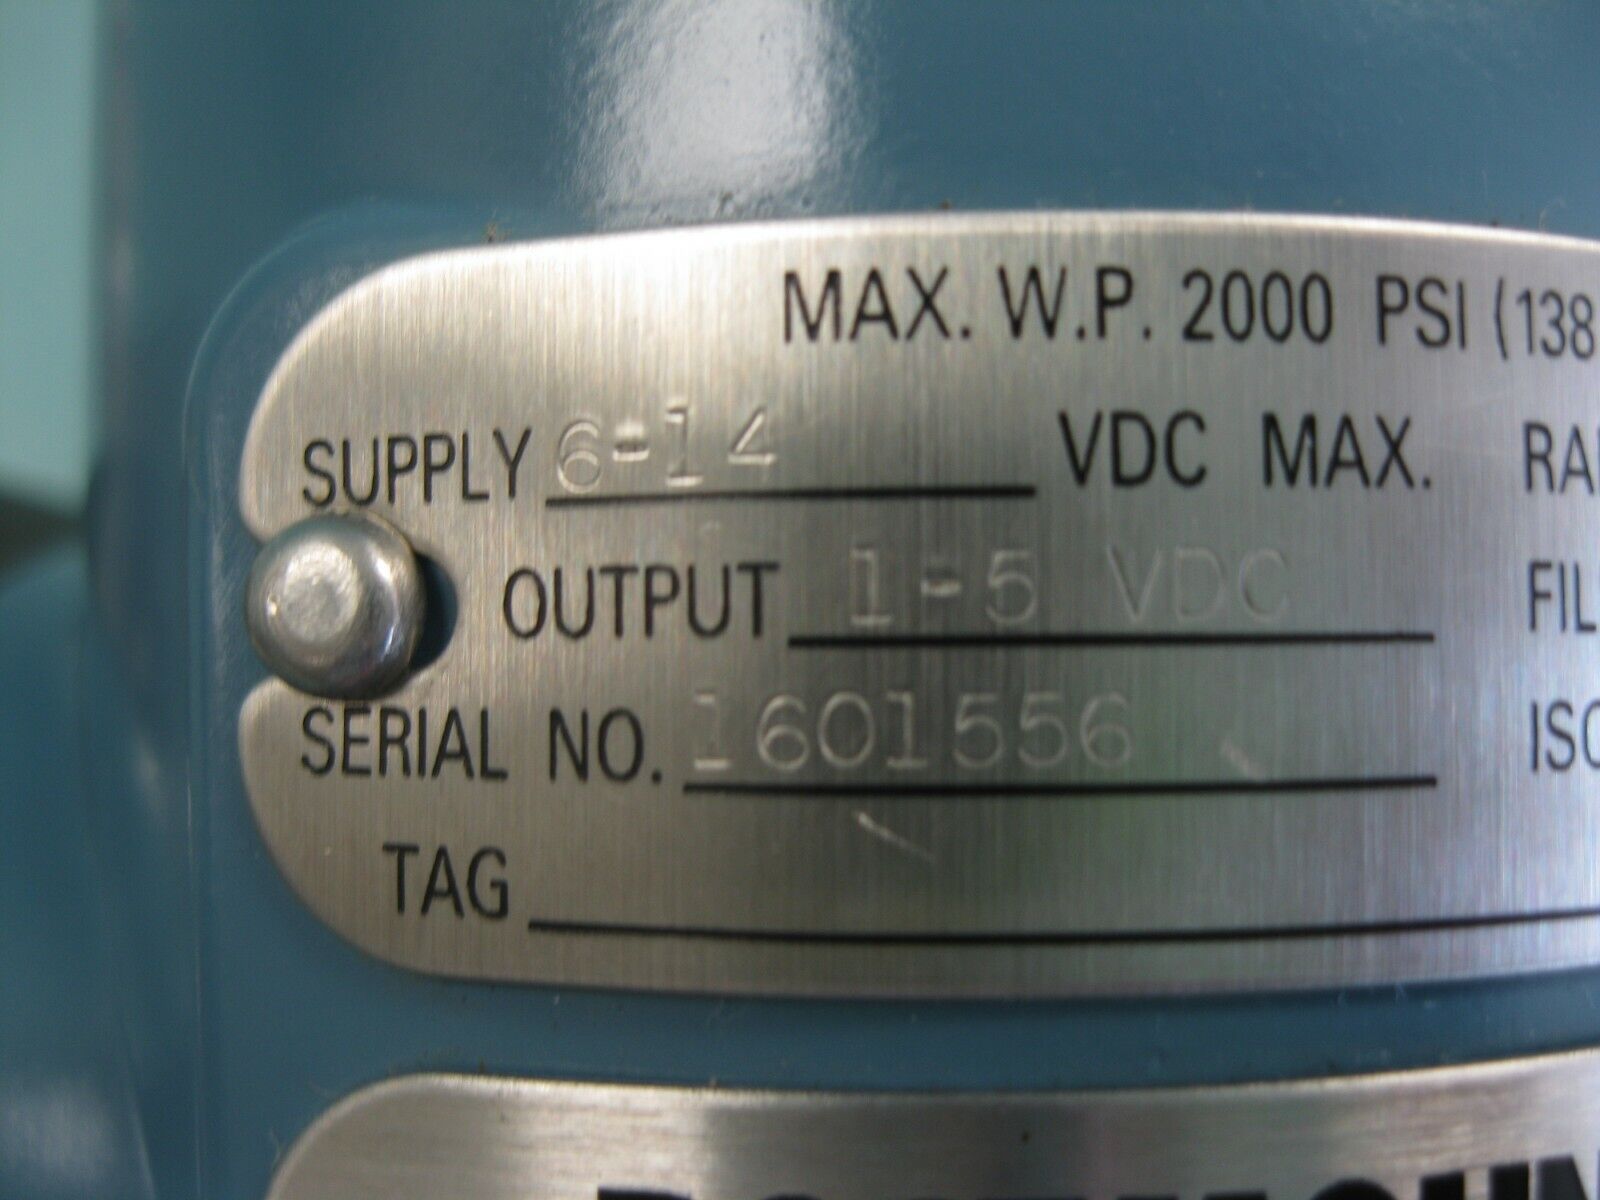 MAX. W.P. 2000 PSI (138
SUPPLY 6-14 VDC MAX.
OUTPUT 1-5 VDC
SERIAL NO. 1601556
TAG